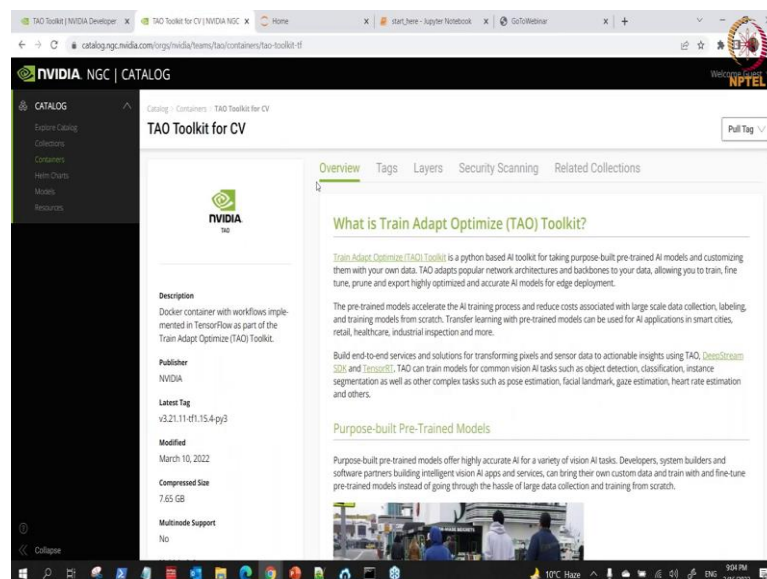 TAO Toolkit | NVIDIA Developer
TAO Toolkit for CV | NVIDIA NGC
Home
start_here - Jupyter Notebook
GoToWebinar
catalog.ngc.nvidia.com/orgs/nvidia/teams/tao/containers/tao-toolkit-tf
NVIDIA. NGC | CATALOG
Welcome Guest
NPTEL
CATALOG
Explore Catalog
Collections
Containers
Helm Charts
Models
Resources
Collapse
Catalog > Containers > TAO Toolkit for CV
TAO Toolkit for CV
Pull Tag
NVIDIA
TAO
Description
Docker container with workflows imple-
mented in TensorFlow as part of the
Train Adapt Optimize (TAO) Toolkit.
Publisher
NVIDIA
Latest Tag
v3.21.11-tf1.15.4-py3
Modified
March 10, 2022
Compressed Size
7.65 GB
Multinode Support
No
Overview Tags Layers Security Scanning Related Collections
What is Train Adapt Optimize (TAO) Toolkit?
Train Adapt Optimize (TAO) Toolkit is a python based AI toolkit for taking purpose-built pre-trained AI models and customizing
them with your own data. TAO adapts popular network architectures and backbones to your data, allowing you to train, fine
tune, prune and export highly optimized and accurate AI models for edge deployment.
The pre-trained models accelerate the AI training process and reduce costs associated with large scale data collection, labeling,
and training models from scratch. Transfer learning with pre-trained models can be used for AI applications in smart cities,
retail, healthcare, industrial inspection and more.
Build end-to-end services and solutions for transforming pixels and sensor data to actionable insights using TAO, DeepStream
SDK and TensorRT. TAO can train models for common vision AI tasks such as object detection, classification, instance
segmentation as well as other complex tasks such as pose estimation, facial landmark, gaze estimation, heart rate estimation
and others.
Purpose-built Pre-Trained Models
Purpose-built pre-trained models offer highly accurate AI for a variety of vision AI tasks. Developers, system builders and
software partners building intelligent vision AI apps and services, can bring their own custom data and train with and fine-tune
pre-trained models instead of going through the hassle of large data collection and training from scratch.
10°C Haze
ENG
9:04 PM